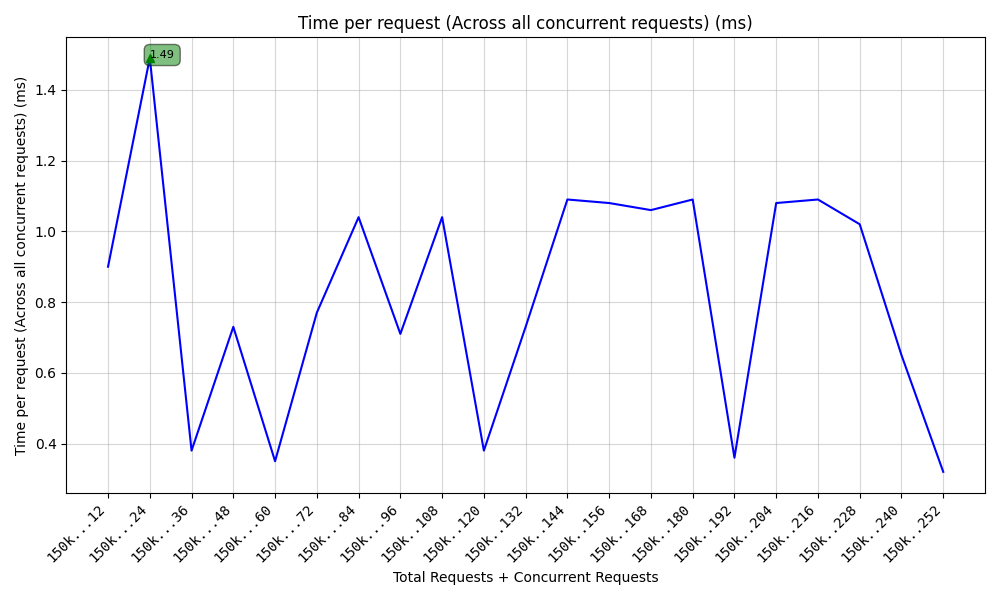 Time per request (Across all concurrent requests) (ms)
1.49
Time per request (Across all concurrent requests) (ms)
1.4
1.2
1.0
0.8
0.6
0.4
150k...12
150k...24
150k...36
150k...48
150k...60
150k...72
150k...84
150k...96
150k..108
150k..120
150k..132
150k..144
150k..156
150k..168
150k..180
150k..192
150k..204
150k..216
150k..228
150k..240
150k..252
Total Requests + Concurrent Requests